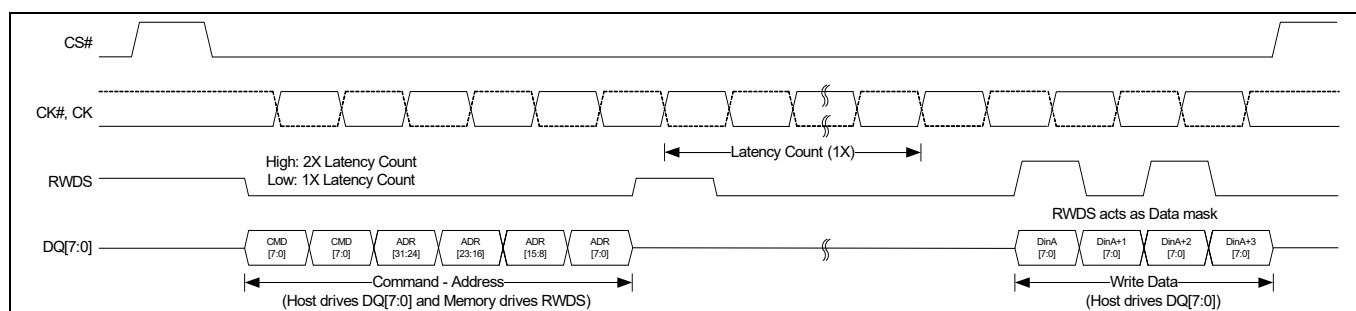 CS#
CK#, CK
Latency Count (1X)
High: 2X Latency Count
Low: 1X Latency Count
RWDS
RWDS acts as Data mask
DQ[7:0]
CMD [7:0]
CMD [7:0]
ADR [31:24]
ADR [23:16]
ADR [15:8]
ADR [7:0]
DinA [7:0]
DinA+1 [7:0]
DinA+2 [7:0]
DinA+3 [7:0]
Command - Address
(Host drives DQ[7:0] and Memory drives RWDS)
Write Data
(Host drives DQ[7:0])